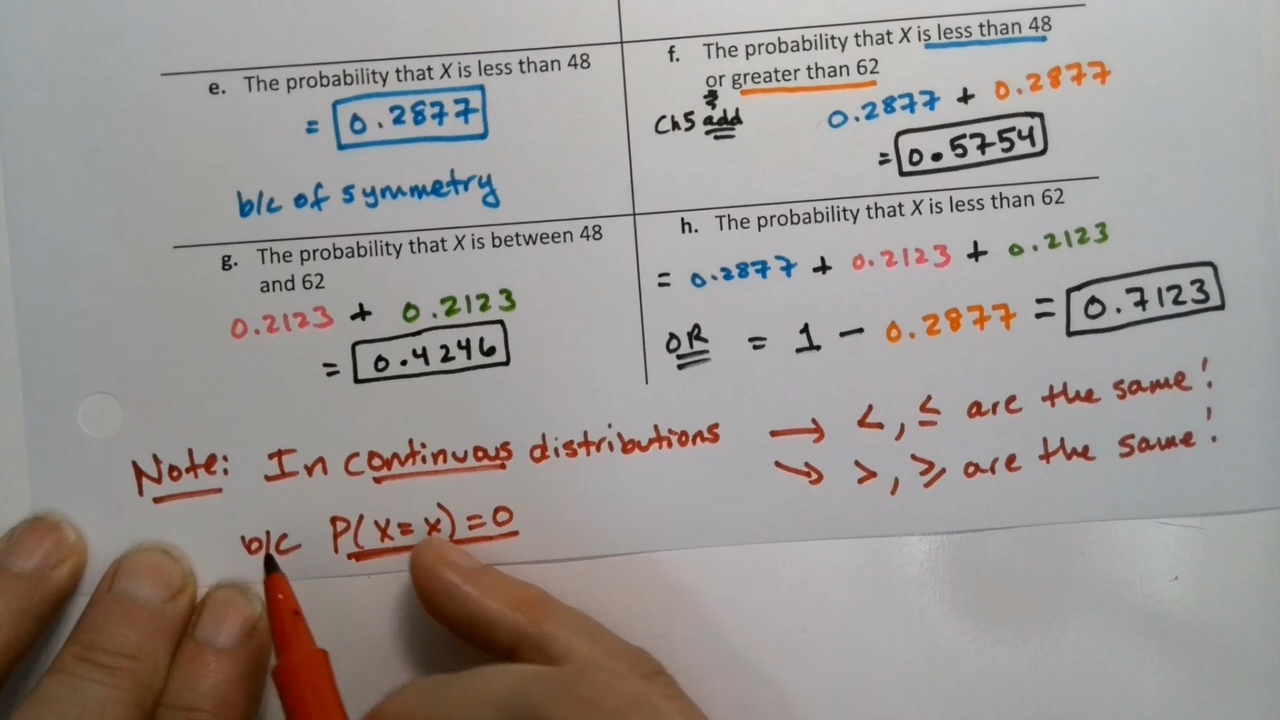 e. The probability that X is less than 48
= 0.2877
b/c of symmetry
f. The probability that X is less than 48
or greater than 62
Ch5 add
0.2877 + 0.2877
= 0.5754
g. The probability that X is between 48
and 62
0.2123 + 0.2123
= 0.4246
h. The probability that X is less than 62
= 0.2877 + 0.2123 + 0.2123
OR = 1 - 0.2877 = 0.7123
Note: In continuous distributions → <, ≤ are the same!
→ >, ≥ are the same!
b/c P(X=x)=0